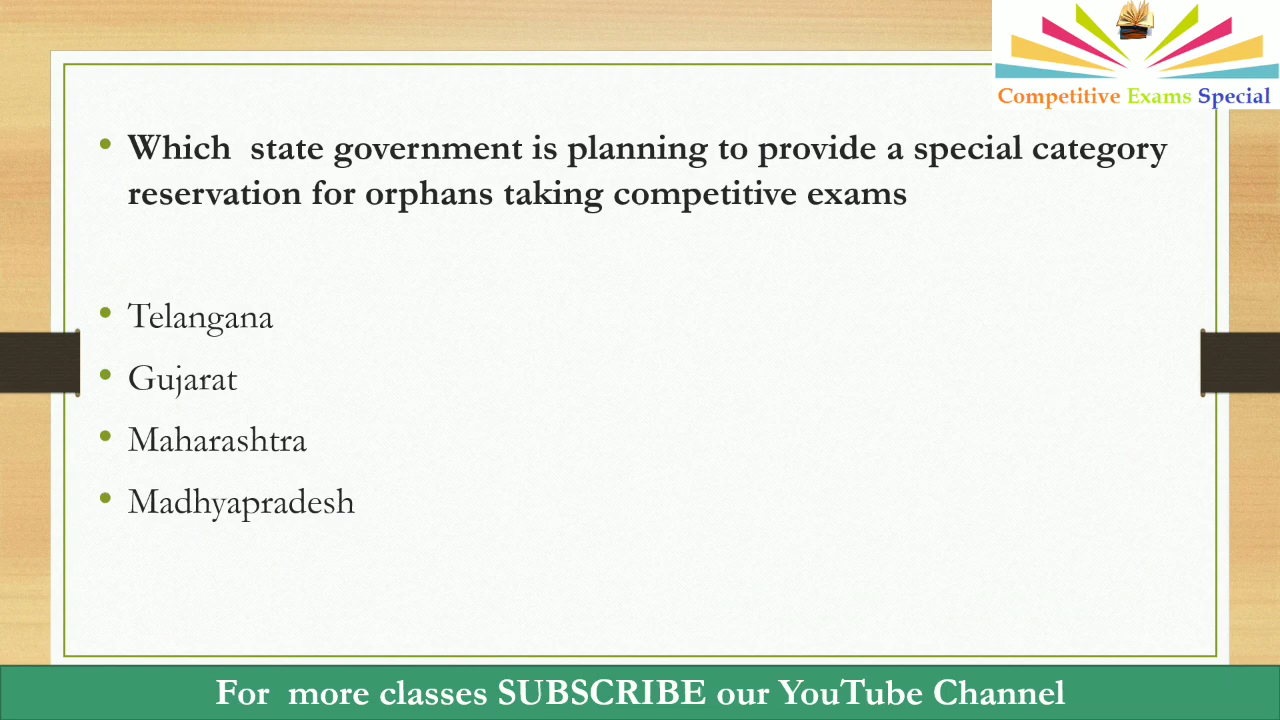 Competitive Exams Special
• Which state government is planning to provide a special category
reservation for orphans taking competitive exams
• Telangana
• Gujarat
• Maharashtra
• Madhyapradesh
For more classes SUBSCRIBE our YouTube Channel